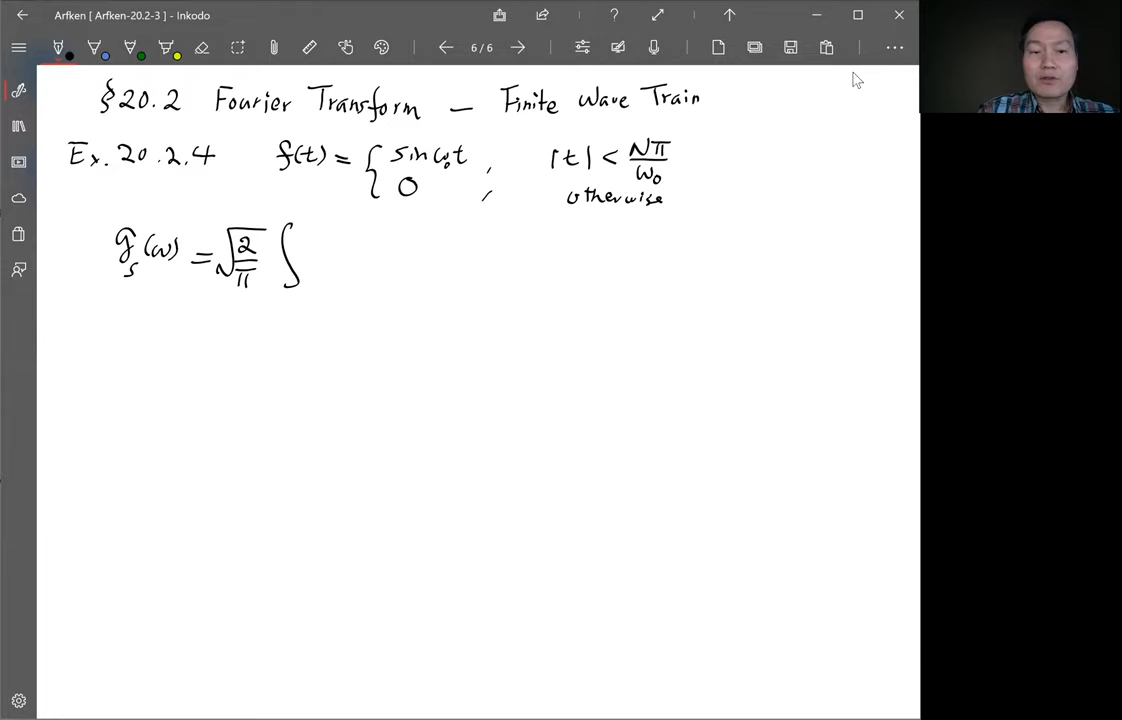 Arfken [ Arfken-20.2-3 ] - Inkodo
6/6
§20.2 Fourier Transform – Finite Wave Train
Ex. 20.2.4 f(t) = { sin ω₀t , |t| < Nπ/ω₀
0 , otherwise
g_s(ω) = √(2/π) ∫